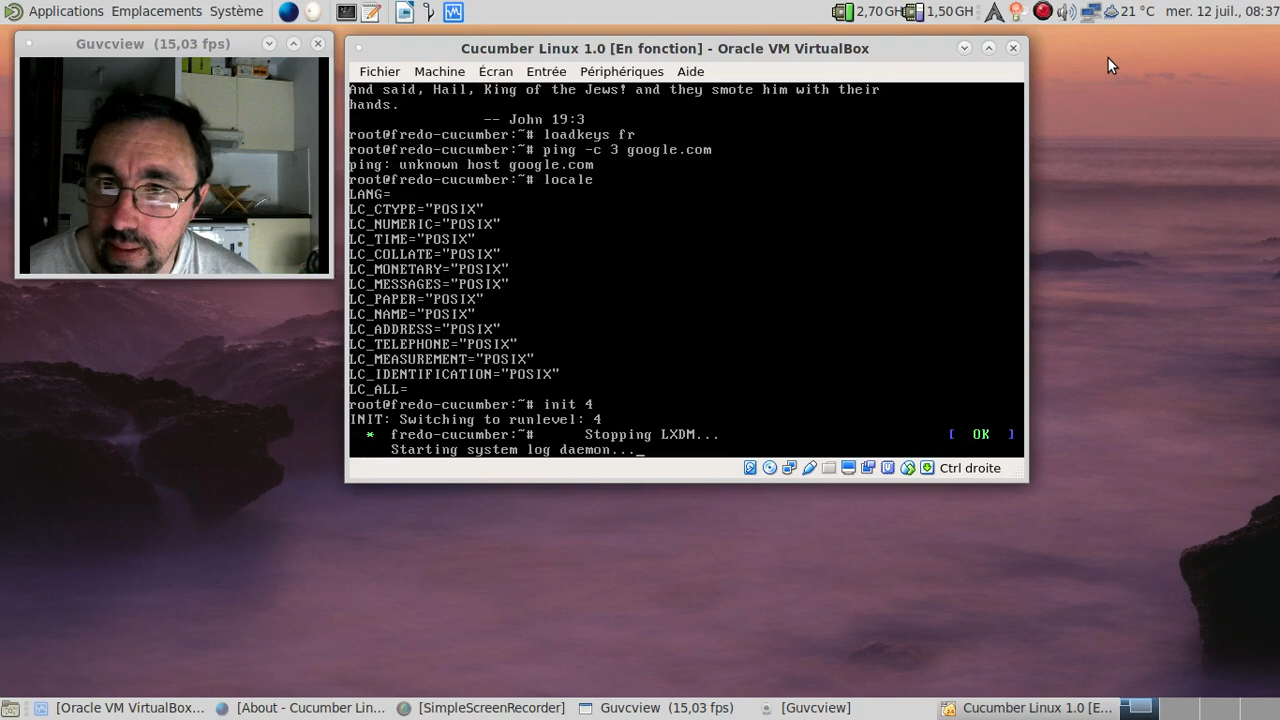 Applications Emplacements Système
2,70 GH
1,50 GH
21 °C
mer. 12 juil., 08:37
Guvcview (15,03 fps)
Cucumber Linux 1.0 [En fonction] - Oracle VM VirtualBox
Fichier Machine Écran Entrée Périphériques Aide
And said, Hail, King of the Jews! and they smote him with their
hands.
-- John 19:3
root@fredo-cucumber:~# loadkeys fr
root@fredo-cucumber:~# ping -c 3 google.com
ping: unknown host google.com
root@fredo-cucumber:~# locale
LANG=
LC_CTYPE="POSIX"
LC_NUMERIC="POSIX"
LC_TIME="POSIX"
LC_COLLATE="POSIX"
LC_MONETARY="POSIX"
LC_MESSAGES="POSIX"
LC_PAPER="POSIX"
LC_NAME="POSIX"
LC_ADDRESS="POSIX"
LC_TELEPHONE="POSIX"
LC_MEASUREMENT="POSIX"
LC_IDENTIFICATION="POSIX"
LC_ALL=
root@fredo-cucumber:~# init 4
INIT: Switching to runlevel: 4
* fredo-cucumber:~# Stopping LXDM... [ OK ]
Starting system log daemon..._
Ctrl droite
[Oracle VM VirtualBox...
[About - Cucumber Lin...
[SimpleScreenRecorder]
Guvcview (15,03 fps)
[Guvcview]
Cucumber Linux 1.0 [E...